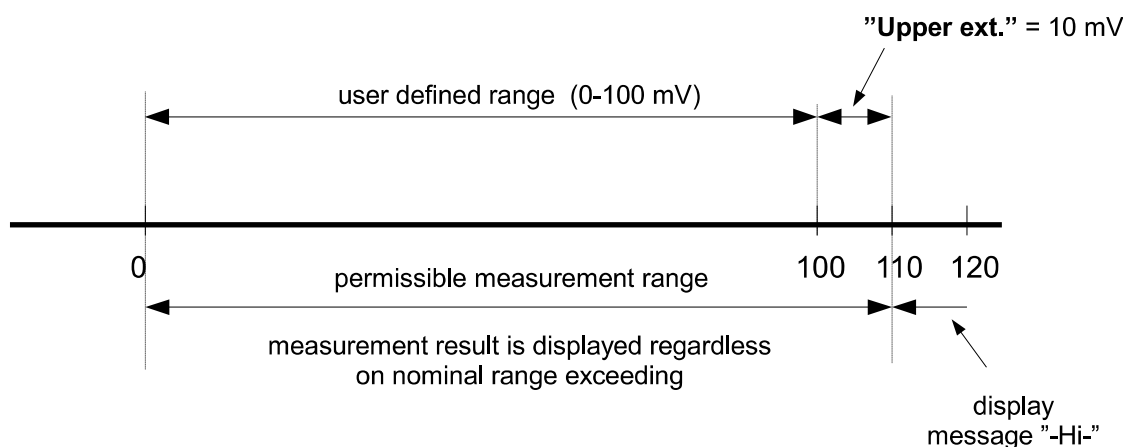 ”Upper ext.” = 10 mV
user defined range (0-100 mV)
0
100
110
120
permissible measurement range
measurement result is displayed regardless
on nominal range exceeding
display
message ”-Hi-”